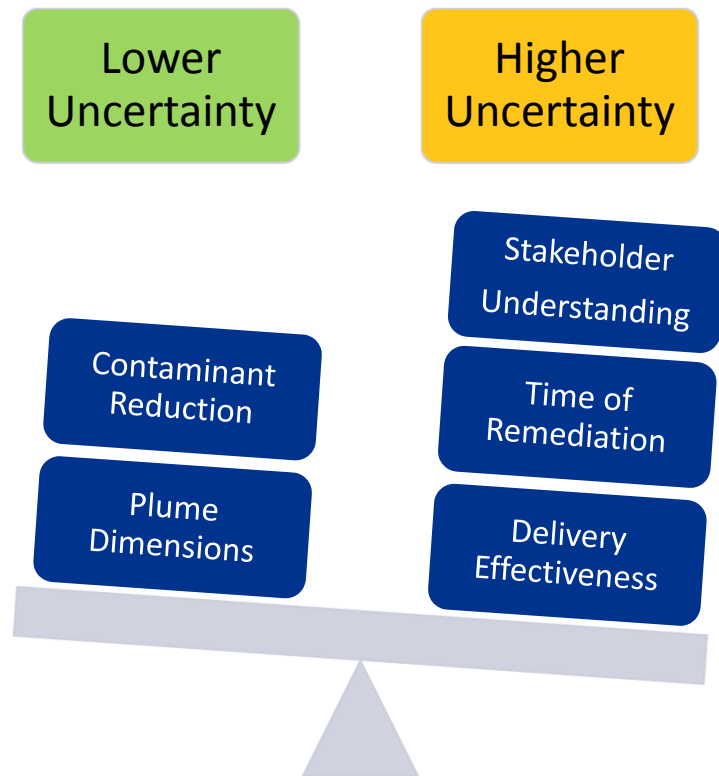 Lower
Uncertainty
Higher
Uncertainty
Contaminant
Reduction
Plume
Dimensions
Stakeholder
Understanding
Time of
Remediation
Delivery
Effectiveness